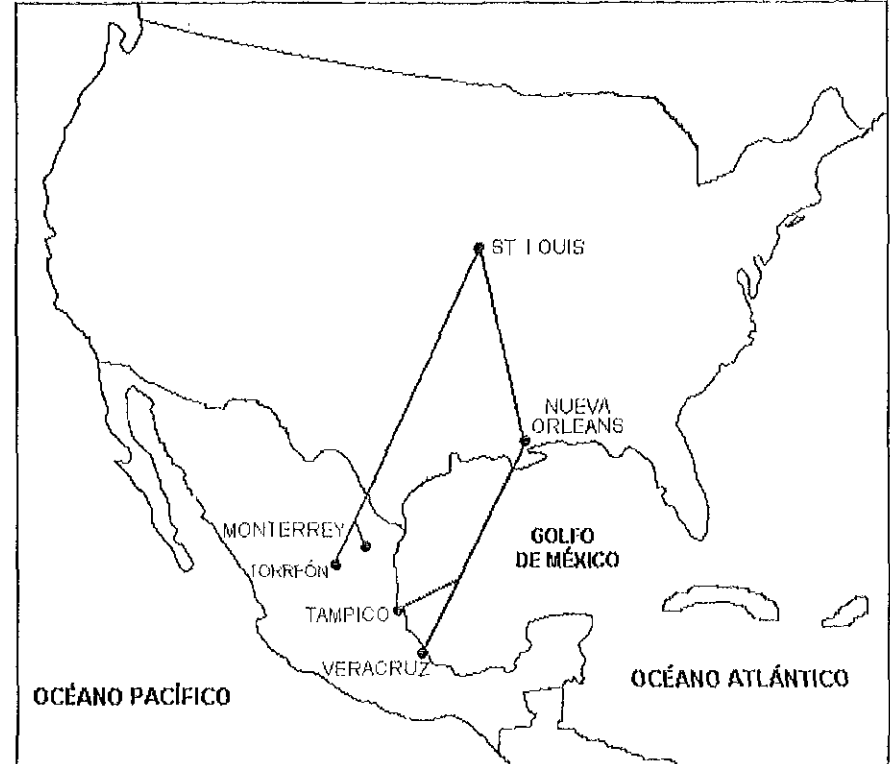 ST LOUIS
NUEVA
ORLEANS
MONTERREY
GOLFO
DE MÉXICO
TORREÓN
TAMPICO
VERACRUZ
OCÉANO PACÍFICO
OCÉANO ATLÁNTICO